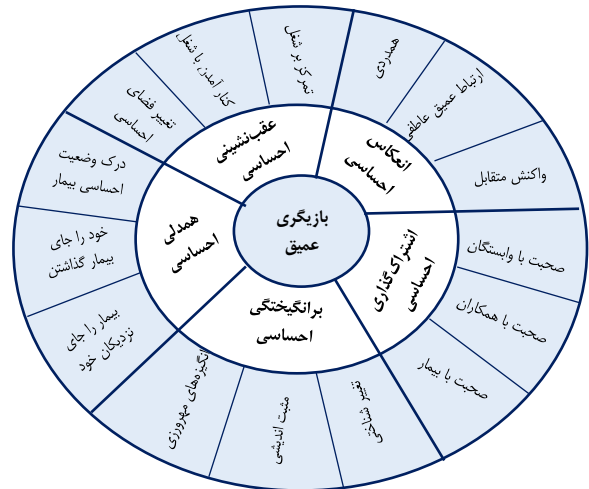 بازیگری
عمیق
عقب‌نشینی
احساسی
انعکاس
احساسی
اشتراک‌گذاری
احساسی
برانگیختگی
احساسی
همدلی
احساسی
تمرکز بر شغل
کنار آمدن با شغل
تغییر فضای
احساسی
همدردی
ارتباط عمیق عاطفی
واکنش متقابل
صحبت با وابستگان
صحبت با همکاران
صحبت با بیمار
تغییر شناختی
مثبت اندیشی
انگیزه‌های مهرورزی
بیمار را جای
نزدیکان خود
خود را جای
بیمار گذاشتن
درک وضعیت
احساسی بیمار